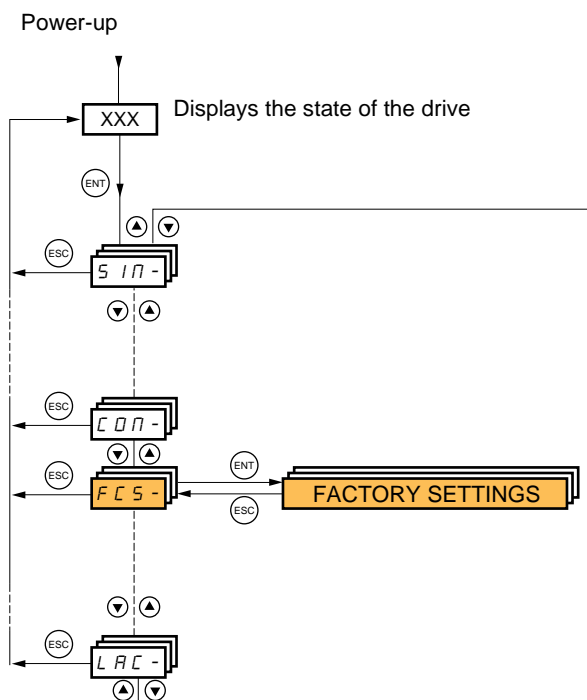 Power-up
XXX Displays the state of the drive
ENT
ESC
SIM-
ESC
COM-
ESC ENT
FCS- FACTORY SETTINGS
ESC
ESC
LAC-